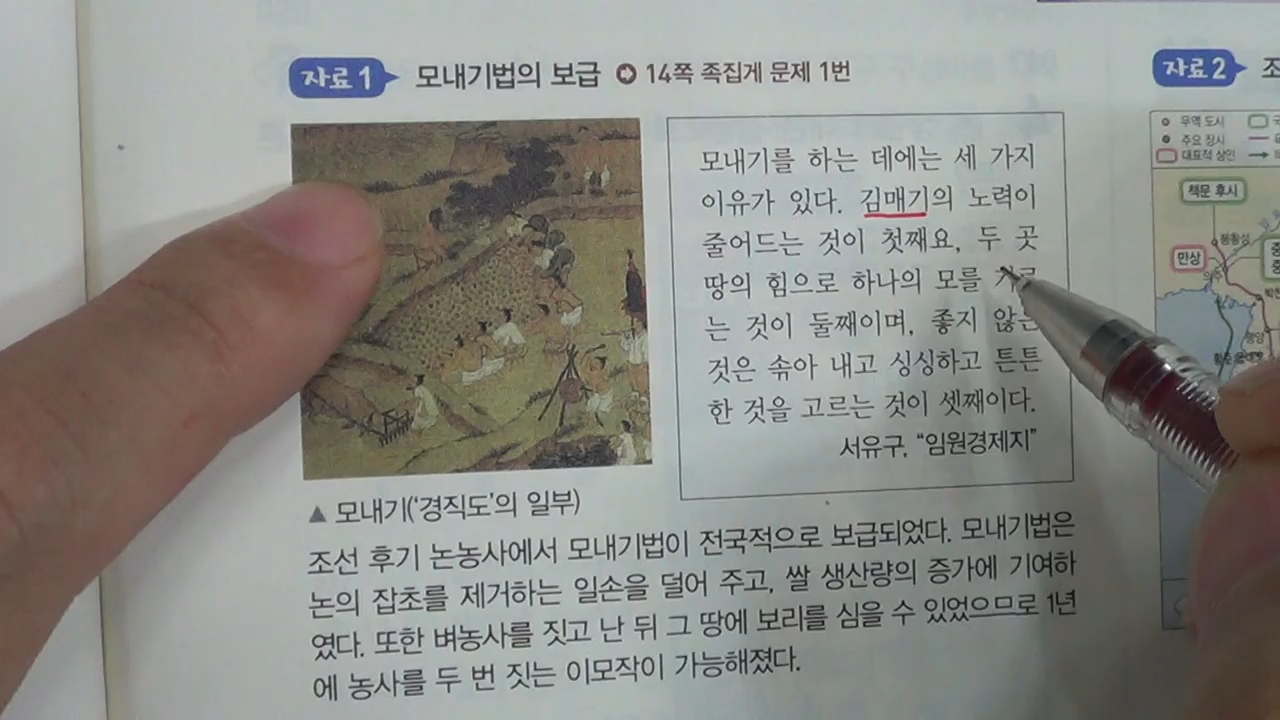 자료 1 모내기법의 보급 ➲ 14쪽 족집게 문제 1번
모내기를 하는 데에는 세 가지
이유가 있다. 김매기의 노력이
줄어드는 것이 첫째요, 두 곳
땅의 힘으로 하나의 모를 기르
는 것이 둘째이며, 좋지 않은
것은 솎아 내고 싱싱하고 튼튼
한 것을 고르는 것이 셋째이다.
서유구, “임원경제지”
▲ 모내기(‘경직도’의 일부)
조선 후기 논농사에서 모내기법이 전국적으로 보급되었다. 모내기법은
논의 잡초를 제거하는 일손을 덜어 주고, 쌀 생산량의 증가에 기여하
였다. 또한 벼농사를 짓고 난 뒤 그 땅에 보리를 심을 수 있었으므로 1년
에 농사를 두 번 짓는 이모작이 가능해졌다.
자료 2
무역 도시
주요 장시
대표적 상인
책문 후시
봉황성
만상
의주